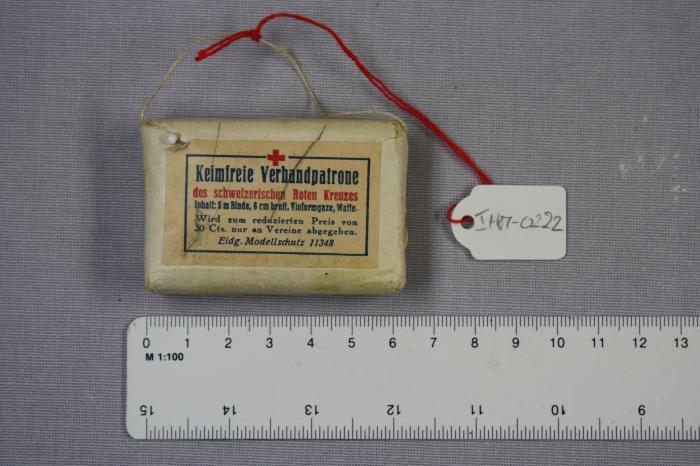 Keimfreie Verbandpatrone
des schweizerischen Roten Kreuzes
Inhalt: 5 m Binde, 6 cm breit, Vioformgaze, Watte.
Wird zum reduzierten Preis von
30 Cts. nur an Vereine abgegeben.
Eidg. Modellschutz 11348
0 1 2 3 4 5 6 7 8 9 10 11 12 13
M 1:100
15 14 13 12 11 10 9